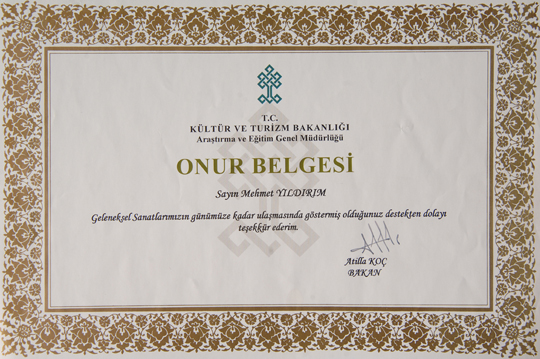 T.C.
KÜLTÜR VE TURİZM BAKANLIĞI
Araştırma ve Eğitim Genel Müdürlüğü
ONUR BELGESİ
Sayın Mehmet YILDIRIM
Geleneksel Sanatlarımızın günümüze kadar ulaşmasında göstermiş olduğunuz destekten dolayı
teşekkür ederim.
Atilla KOÇ
BAKAN